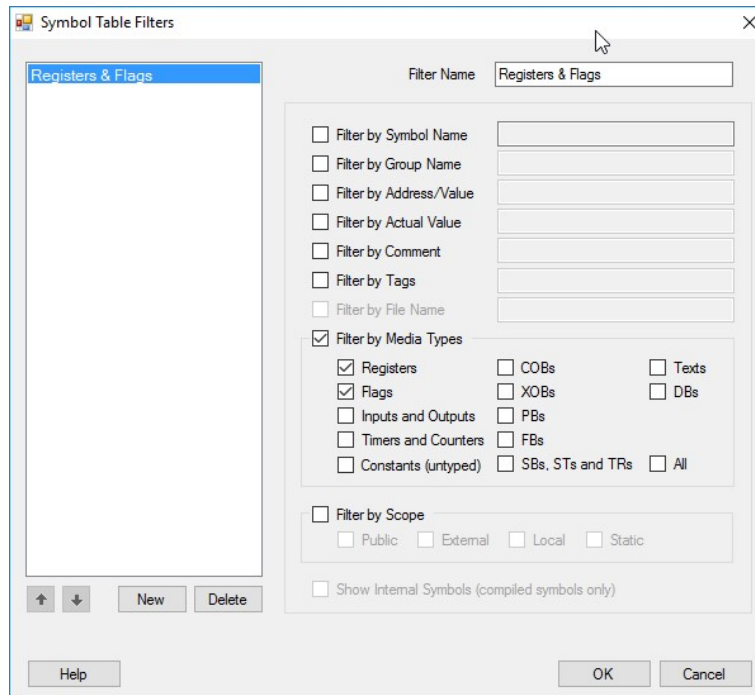 Symbol Table Filters
Registers & Flags
Filter Name Registers & Flags
Filter by Symbol Name
Filter by Group Name
Filter by Address/Value
Filter by Actual Value
Filter by Comment
Filter by Tags
Filter by File Name
Filter by Media Types
Registers COBs Texts
Flags XOBs DBs
Inputs and Outputs PBs
Timers and Counters FBs
Constants (untyped) SBs, STs and TRs All
Filter by Scope
Public External Local Static
Show Internal Symbols (compiled symbols only)
New Delete
Help OK Cancel